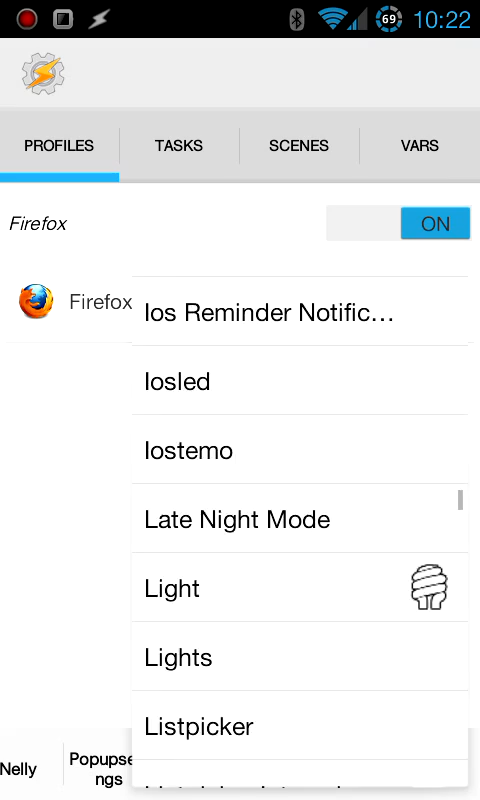 69 10:22
PROFILES TASKS SCENES VARS
Firefox ON
Firefox
Ios Reminder Notific...
Iosled
Iostemo
Late Night Mode
Light
Lights
Listpicker
Nelly
Popupse
ngs